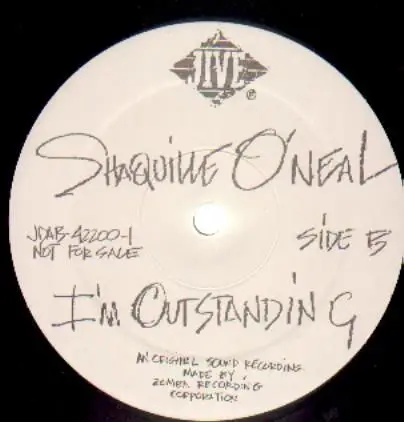 JIVE
®
SHAQUILLE O'NEAL
JDAB-42200-1
NOT FOR SALE
SIDE B
I'M OUTSTANDING
AN ORIGINAL SOUND RECORDING
MADE BY
ZOMBA RECORDING
CORPORATION